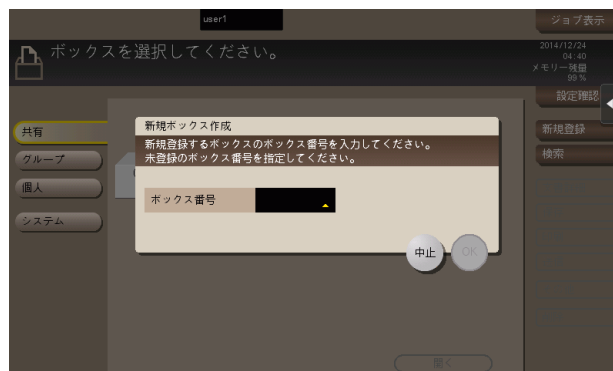 user1
ジョブ表示
ボックスを選択してください。
2014/12/24
04:40
メモリー残量
99 %
設定確認
共有
グループ
個人
システム
新規登録
検索
新規ボックス作成
新規登録するボックスのボックス番号を入力してください。
未登録のボックス番号を指定してください。
ボックス番号
中止
OK
開く